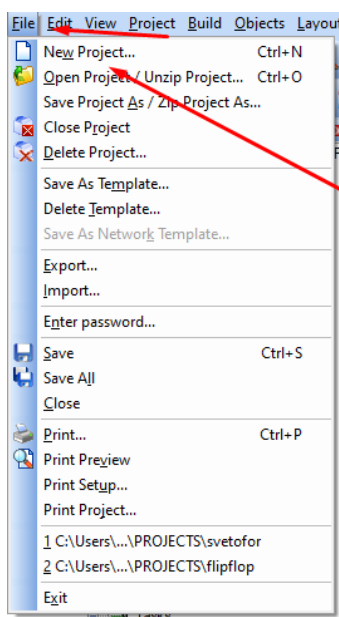 File Edit View Project Build Objects Layou
New Project... Ctrl+N
Open Project / Unzip Project... Ctrl+O
Save Project As / Zip Project As...
Close Project
Delete Project...
Save As Template...
Delete Template...
Save As Network Template...
Export...
Import...
Enter password...
Save Ctrl+S
Save All
Close
Print... Ctrl+P
Print Preview
Print Setup...
Print Project...
1 C:\Users\...\PROJECTS\svetofor
2 C:\Users\...\PROJECTS\flipflop
Exit